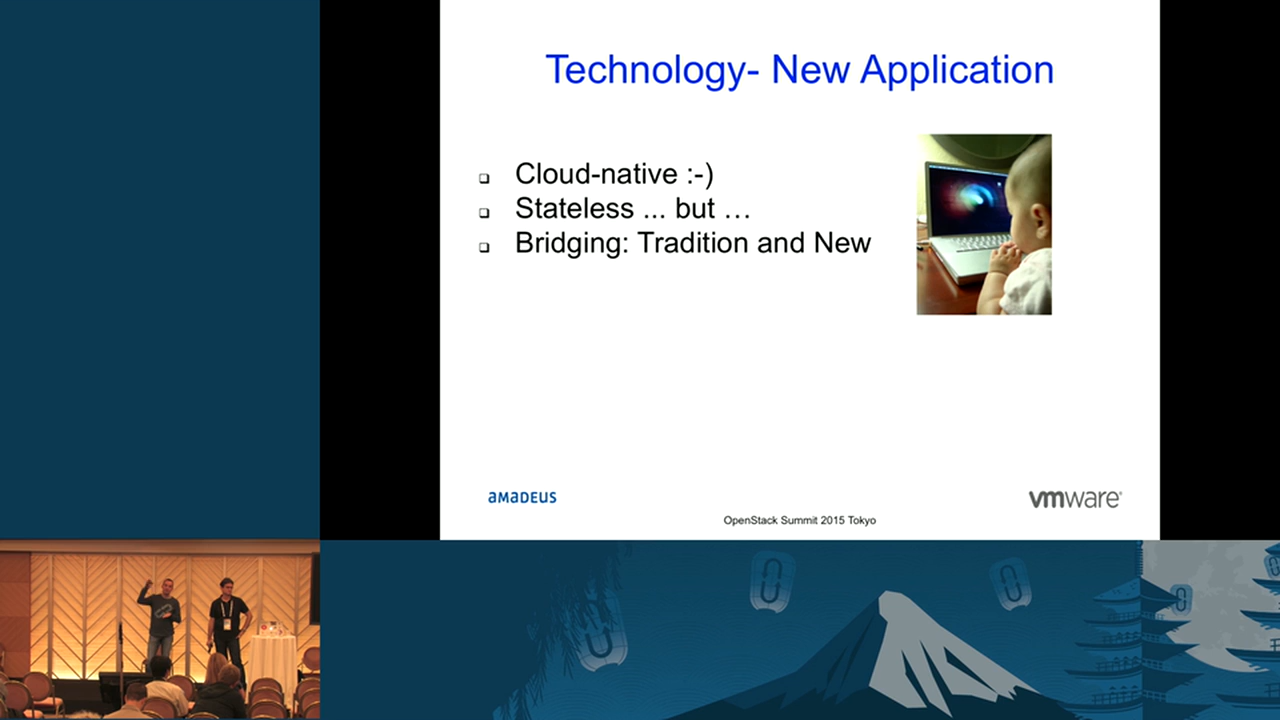 Technology- New Application
Cloud-native :-)
Stateless ... but …
Bridging: Tradition and New
amadeus
vmware®
OpenStack Summit 2015 Tokyo